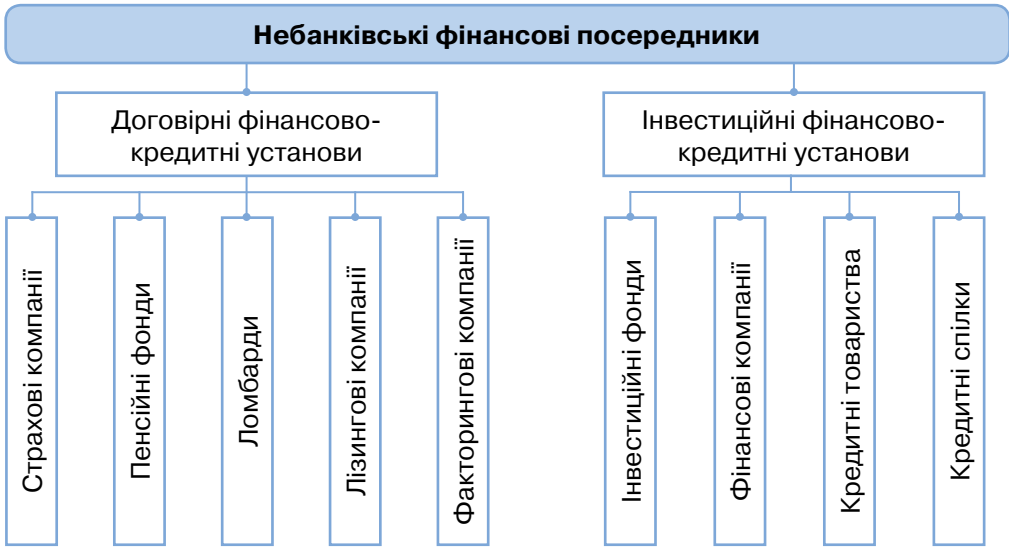 Небанківські фінансові посередники
Договірні фінансово-
кредитні установи
Інвестиційні фінансово-
кредитні установи
Страхові компанії
Пенсійні фонди
Ломбарди
Лізингові компанії
Факторингові компанії
Інвестиційні фонди
Фінансові компанії
Кредитні товариства
Кредитні спілки